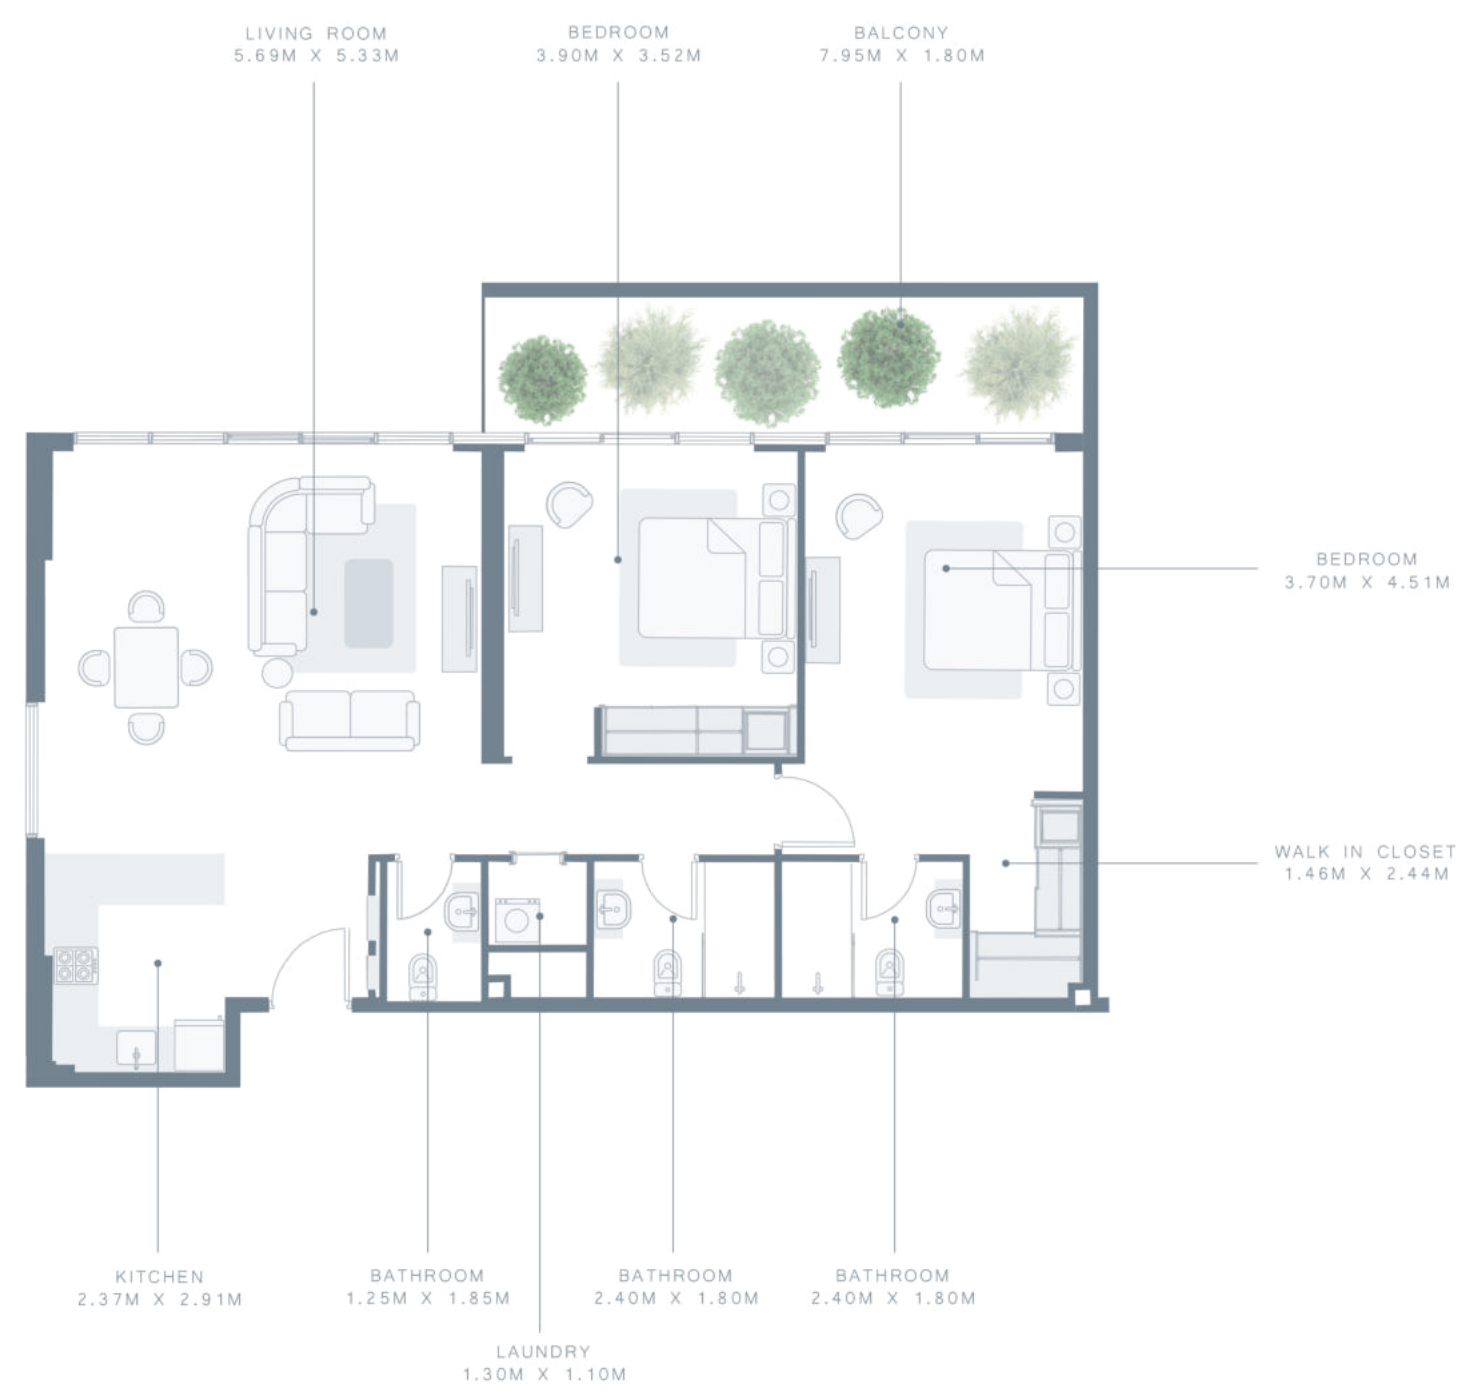 LIVING ROOM
5.69M X 5.33M
BEDROOM
3.90M X 3.52M
BALCONY
7.95M X 1.80M
BEDROOM
3.70M X 4.51M
WALK IN CLOSET
1.46M X 2.44M
KITCHEN
2.37M X 2.91M
BATHROOM
1.25M X 1.85M
BATHROOM
2.40M X 1.80M
BATHROOM
2.40M X 1.80M
LAUNDRY
1.30M X 1.10M